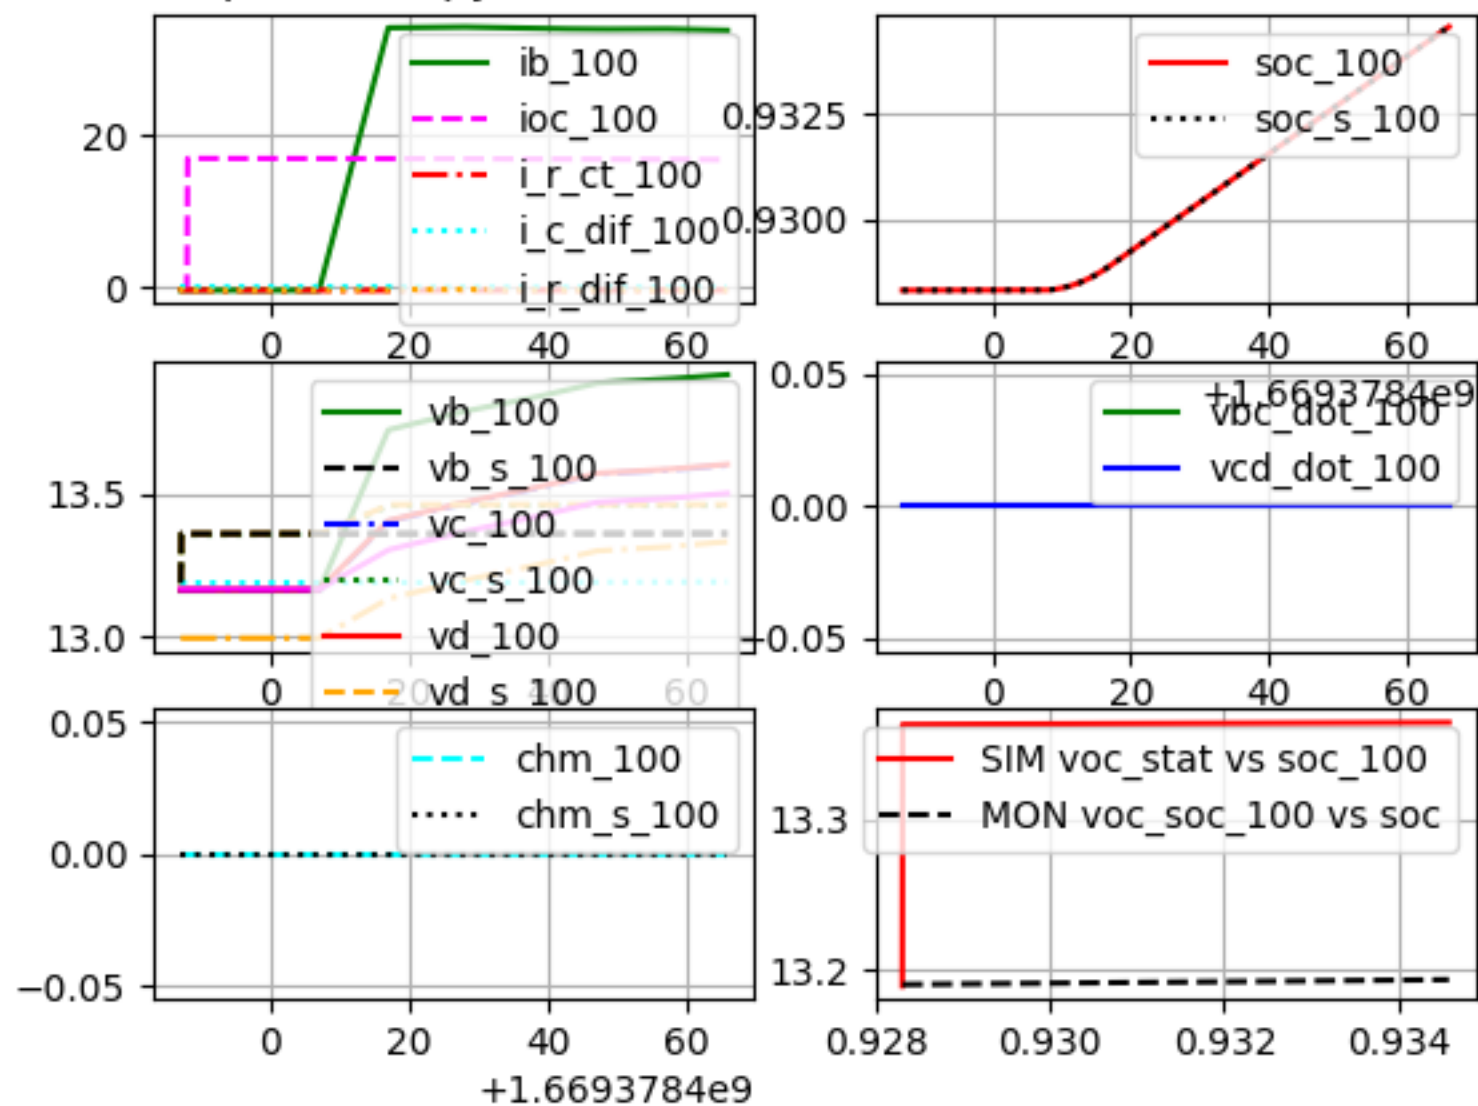 ib_100
ioc_100
i_r_ct_100
i_c_dif_100
i_r_dif_100
20
0
0 20 40 60
soc_100
soc_s_100
0.9325
0.9300
0 20 40 60
+1.6693784e9
vb_100
vb_s_100
vc_100
vc_s_100
vd_100
vd_s_100
13.5
13.0
0 20 40 60
vbc_dot_100
vcd_dot_100
0.05
0.00
−0.05
0 20 40 60
chm_100
chm_s_100
0.05
0.00
−0.05
0 20 40 60
+1.6693784e9
SIM voc_stat vs soc_100
MON voc_soc_100 vs soc
13.3
13.2
0.928 0.930 0.932 0.934